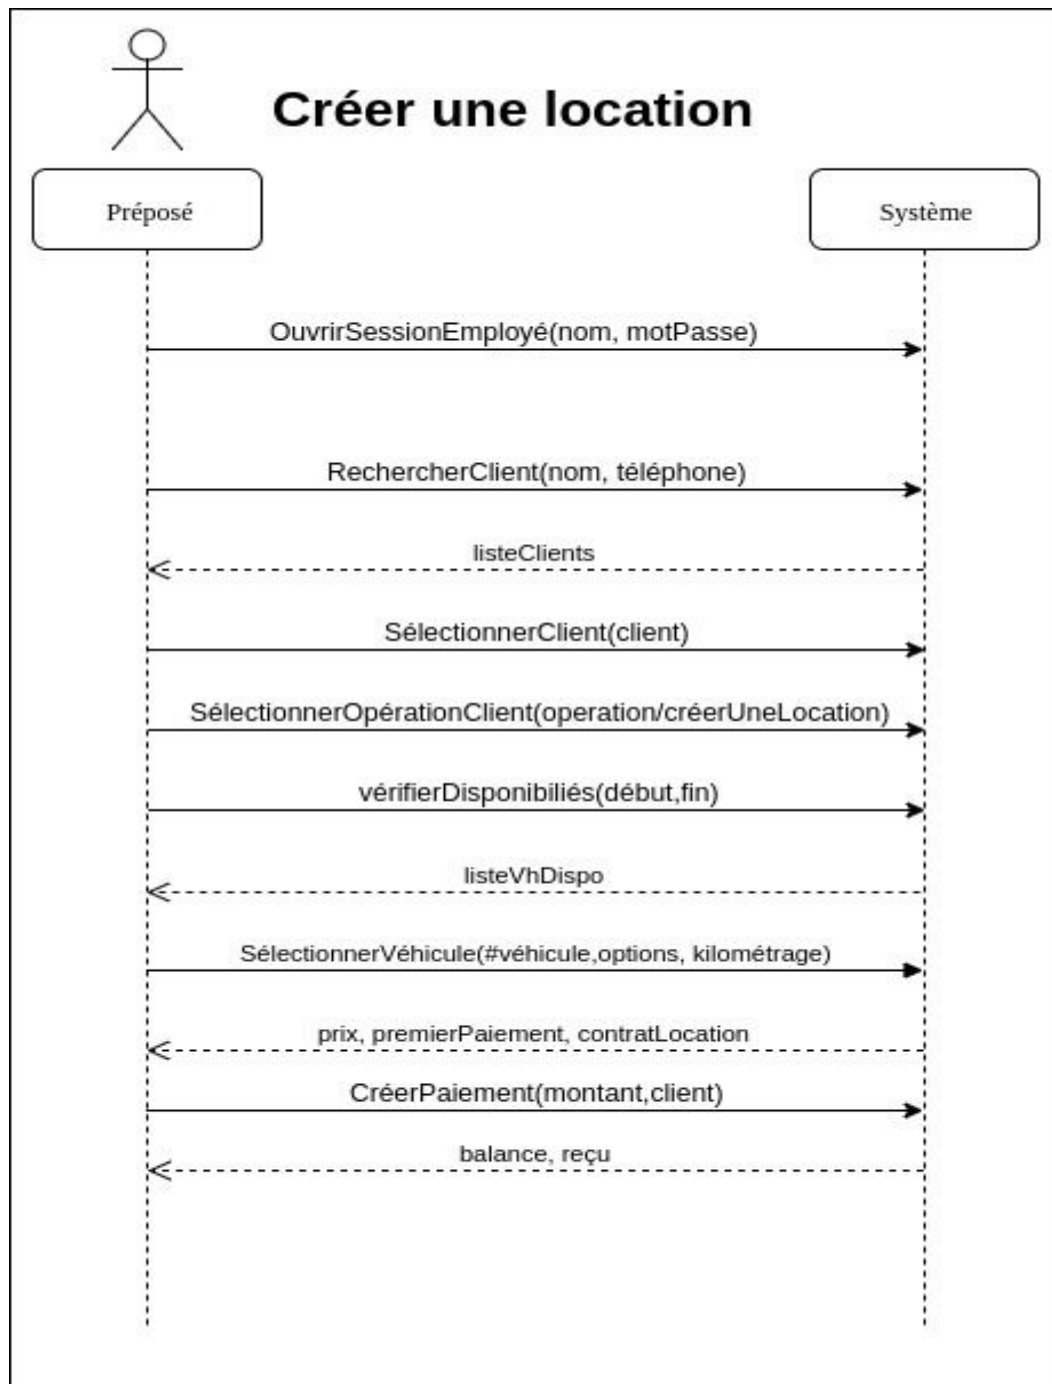 Créer une location
Préposé
Système
OuvrirSessionEmployé(nom, motPasse)
RechercherClient(nom, téléphone)
listeClients
SélectionnerClient(client)
SélectionnerOpérationClient(operation/créerUneLocation)
vérifierDisponibiliés(début,fin)
listeVhDispo
SélectionnerVéhicule(#véhicule,options, kilométrage)
prix, premierPaiement, contratLocation
CréerPaiement(montant,client)
balance, reçu